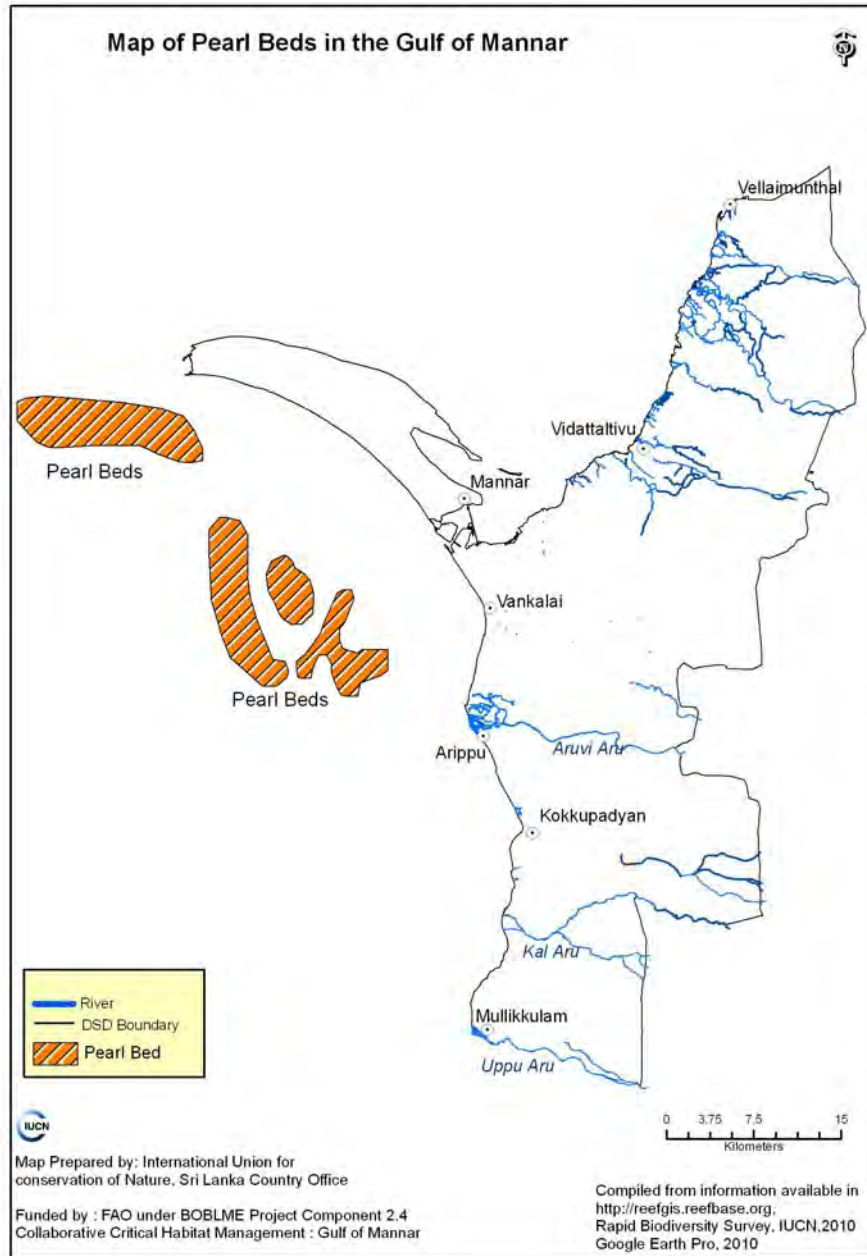 Map of Pearl Beds in the Gulf of Mannar
N
Vellaimunthal
Vidattaltivu
Pearl Beds
Mannar
Vankalai
Pearl Beds
Arippu
Aruvi Aru
Kokkupadyan
Kal Aru
Mullikkulam
Uppu Aru
River
DSD Boundary
Pearl Bed
0 3.75 7.5 15
Kilometers
IUCN
Map Prepared by: International Union for
conservation of Nature, Sri Lanka Country Office
Funded by : FAO under BOBLME Project Component 2.4
Collaborative Critical Habitat Management : Gulf of Mannar
Compiled from information available in
http://reefgis.reefbase.org,
Rapid Biodiversity Survey, IUCN,2010
Google Earth Pro, 2010